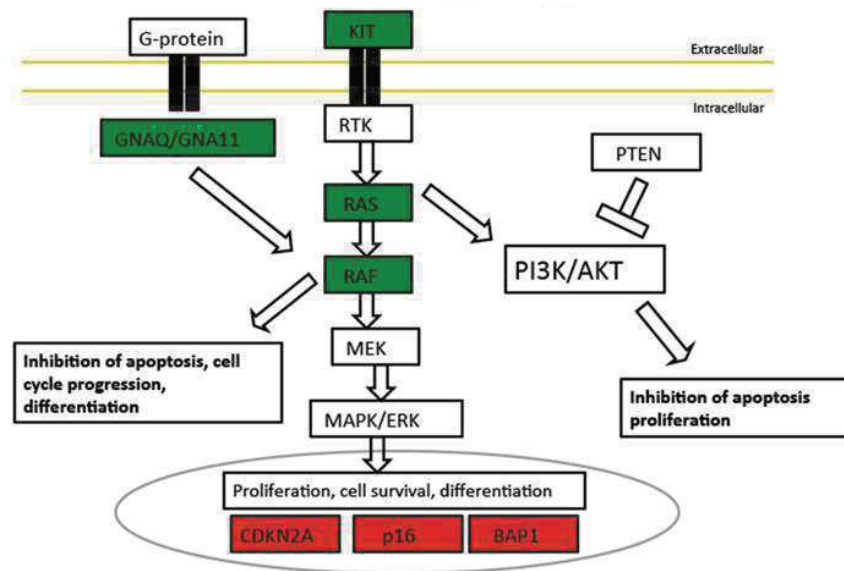 G-protein
KIT
Extracellular
Intracellular
GNAQ/GNA11
RTK
PTEN
RAS
RAF
PI3K/AKT
Inhibition of apoptosis, cell
cycle progression,
differentiation
MEK
MAPK/ERK
Inhibition of apoptosis
proliferation
Proliferation, cell survival, differentiation
CDKN2A
p16
BAP1